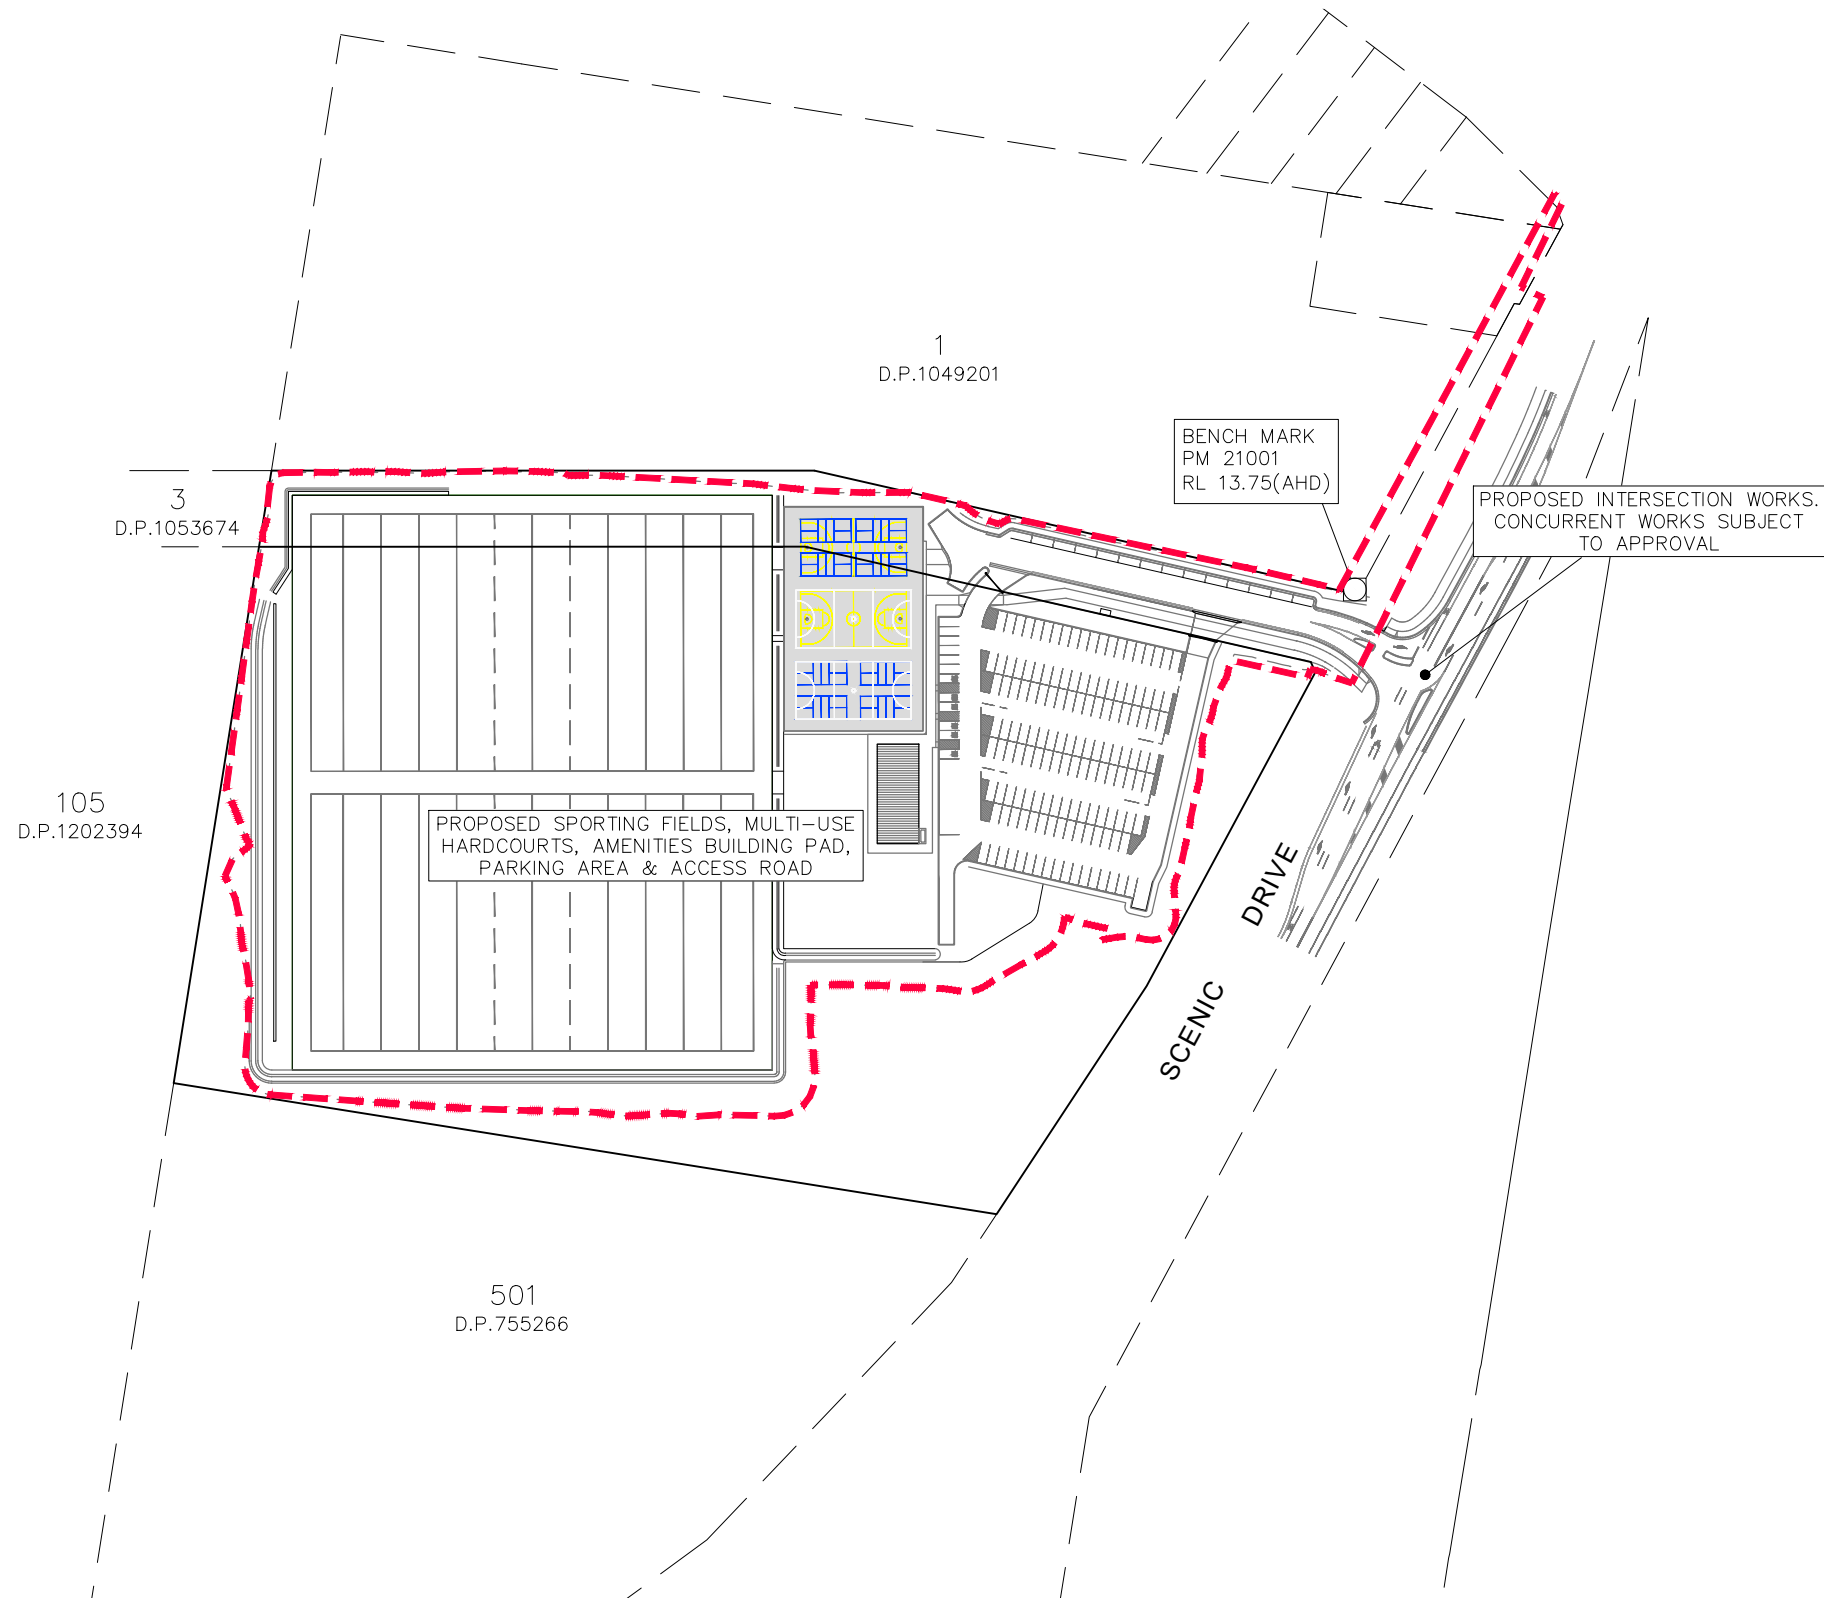 1
D.P.1049201
BENCH MARK
PM 21001
RL 13.75(AHD)
3
D.P.1053674
PROPOSED INTERSECTION WORKS.
CONCURRENT WORKS SUBJECT
TO APPROVAL
105
D.P.1202394
PROPOSED SPORTING FIELDS, MULTI-USE
HARDCOURTS, AMENITIES BUILDING PAD,
PARKING AREA & ACCESS ROAD
SCENIC DRIVE
501
D.P.755266